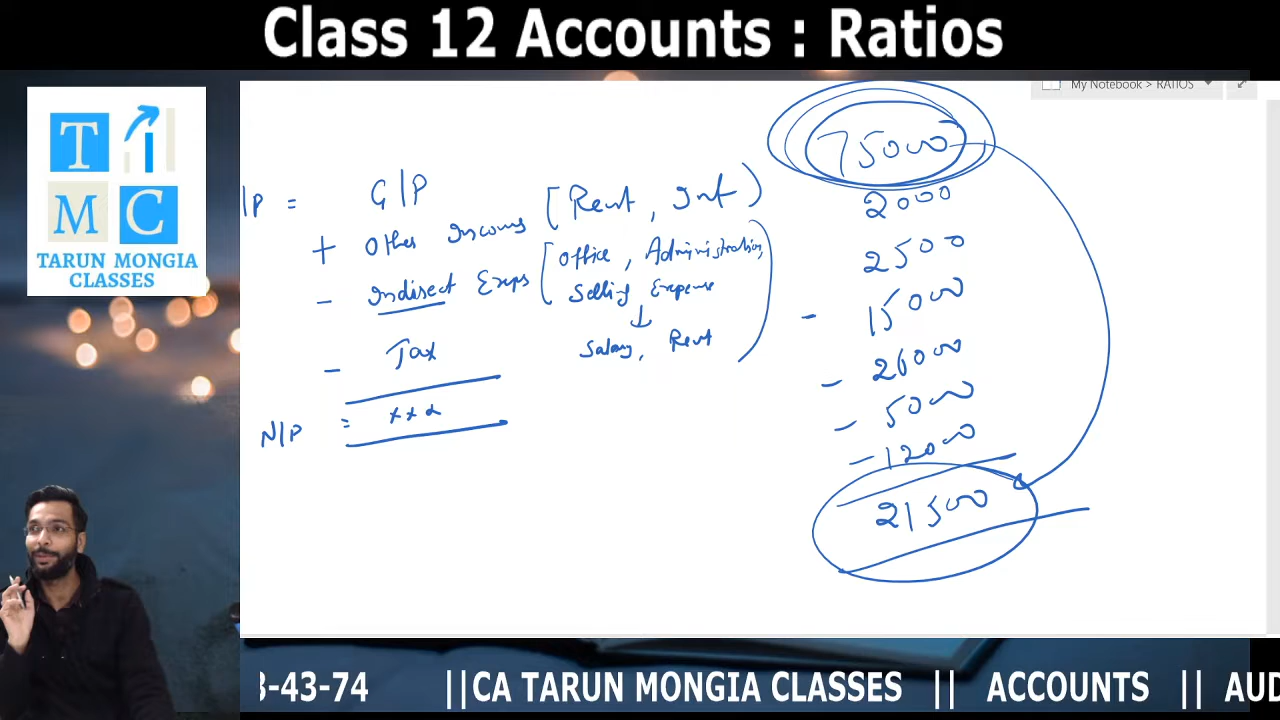 Class 12 Accounts : Ratios
My Notebook > RATIOS
T
M C
TARUN MONGIA
CLASSES
75000
/P = G/P
+ Other Incomes [Rent, Int)
2000
- Indirect Exps [Office, Administration,
2500
Selling Expense
- 15000
Salary, Rent
- Tax
- 26000
N/P = xxx
- 5000
- 12000
21500
3-43-74 ||CA TARUN MONGIA CLASSES || ACCOUNTS || AUD